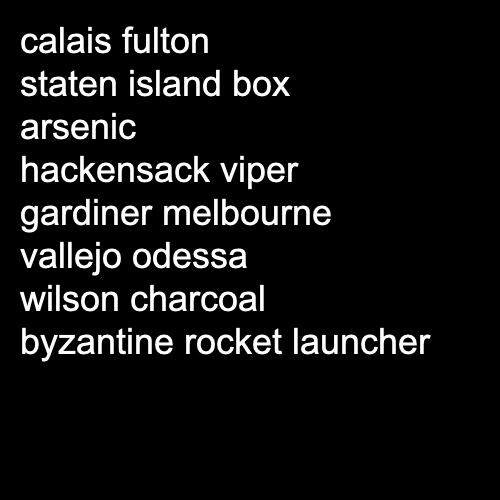 calais fulton
staten island box
arsenic
hackensack viper
gardiner melbourne
vallejo odessa
wilson charcoal
byzantine rocket launcher